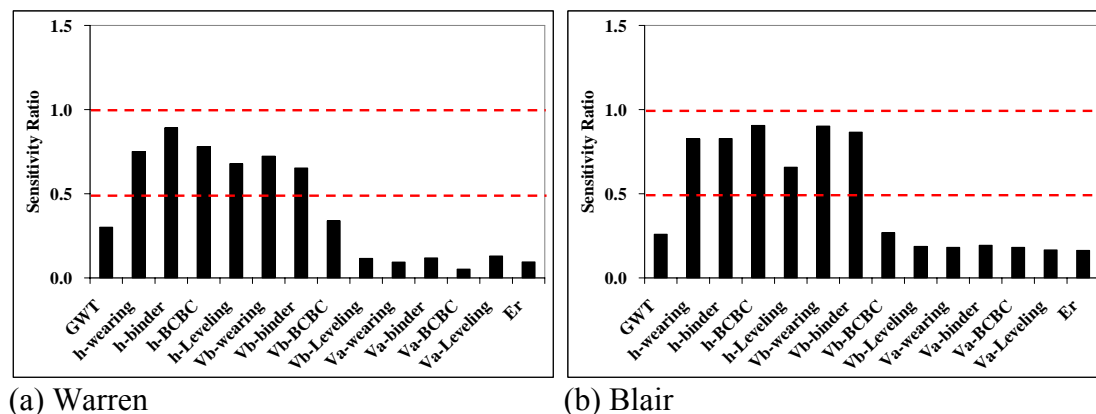 1.5
1.0
0.5
0.0
Sensitivity Ratio
GWT
h-wearing
h-binder
h-BCBC
h-Leveling
Vb-wearing
Vb-binder
Vb-BCBC
Vb-Leveling
Va-wearing
Va-binder
Va-BCBC
Va-Leveling
Er
(a) Warren
1.5
1.0
0.5
0.0
Sensitivity Ratio
GWT
h-wearing
h-binder
h-BCBC
h-Leveling
Vb-wearing
Vb-binder
Vb-BCBC
Vb-Leveling
Va-wearing
Va-binder
Va-BCBC
Va-Leveling
Er
(b) Blair